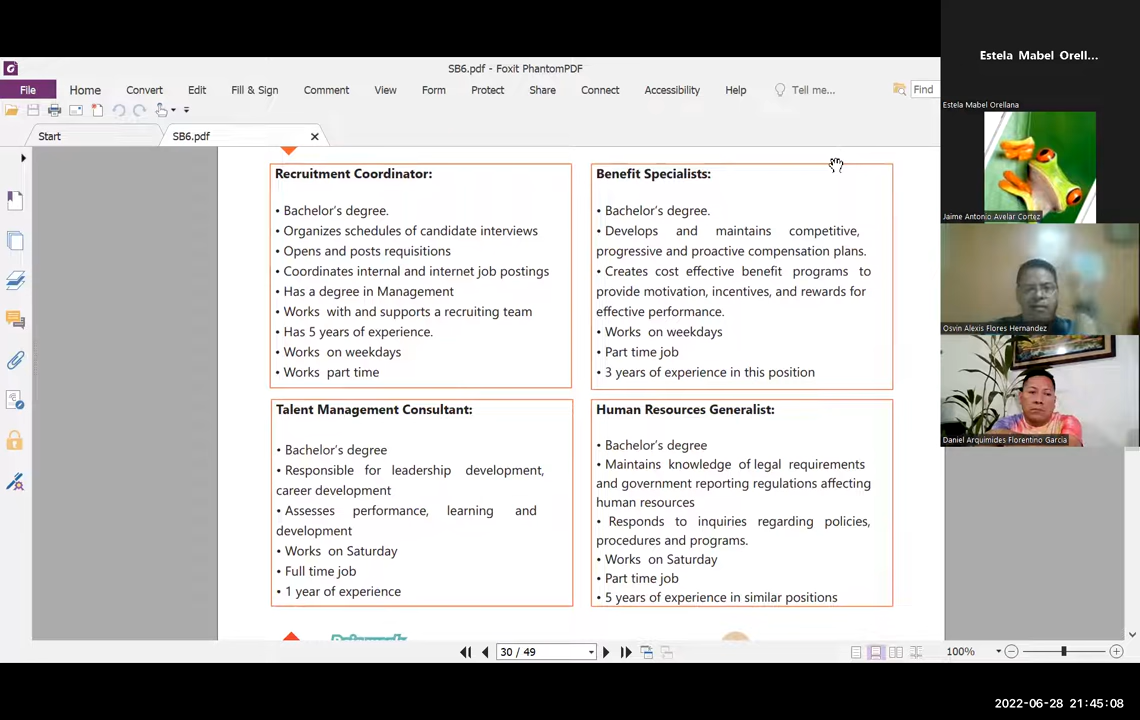 SB6.pdf - Foxit PhantomPDF
File Home Convert Edit Fill & Sign Comment View Form Protect Share Connect Accessibility Help Tell me... Find
Start SB6.pdf
Recruitment Coordinator:
• Bachelor's degree.
• Organizes schedules of candidate interviews
• Opens and posts requisitions
• Coordinates internal and internet job postings
• Has a degree in Management
• Works with and supports a recruiting team
• Has 5 years of experience.
• Works on weekdays
• Works part time
Benefit Specialists:
• Bachelor's degree.
• Develops and maintains competitive,
progressive and proactive compensation plans.
• Creates cost effective benefit programs to
provide motivation, incentives, and rewards for
effective performance.
• Works on weekdays
• Part time job
• 3 years of experience in this position
Talent Management Consultant:
• Bachelor's degree
• Responsible for leadership development,
career development
• Assesses performance, learning and
development
• Works on Saturday
• Full time job
• 1 year of experience
Human Resources Generalist:
• Bachelor's degree
• Maintains knowledge of legal requirements
and government reporting regulations affecting
human resources
• Responds to inquiries regarding policies,
procedures and programs.
• Works on Saturday
• Part time job
• 5 years of experience in similar positions
30 / 49
100%
Estela Mabel Orell...
Estela Mabel Orellana
Jaime Antonio Avelar Cortez
Osvin Alexis Flores Hernandez
Daniel Arquimides Florentino Garcia
2022-06-28 21:45:08